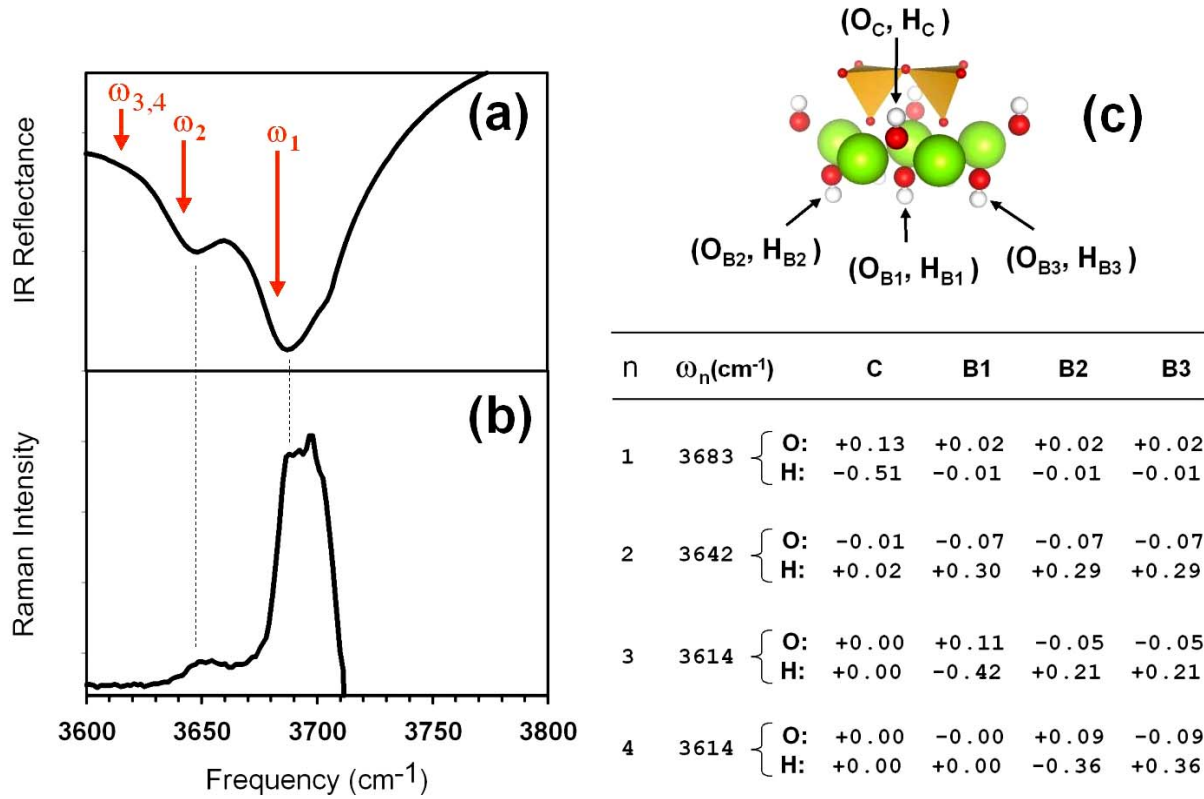 (a)
ω3,4
ω2
ω1
IR Reflectance
(b)
Raman Intensity
3600 3650 3700 3750 3800
Frequency (cm-1)
(OC, HC)
(c)
(OB2, HB2)
(OB1, HB1)
(OB3, HB3)
n ωn(cm-1) C B1 B2 B3
O: +0.13 +0.02 +0.02 +0.02
1 3683
H: -0.51 -0.01 -0.01 -0.01
O: -0.01 -0.07 -0.07 -0.07
2 3642
H: +0.02 +0.30 +0.29 +0.29
O: +0.00 +0.11 -0.05 -0.05
3 3614
H: +0.00 -0.42 +0.21 +0.21
O: +0.00 -0.00 +0.09 -0.09
4 3614
H: +0.00 +0.00 -0.36 +0.36